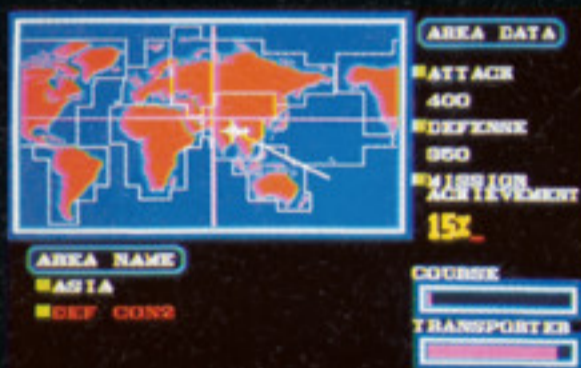 AREA DATA
ATTACK
400
DEFENSE
350
MISSION
ACHIEVEMENT
15%
AREA NAME
ASIA
DEF CON2
COURSE
TRANSPORTER